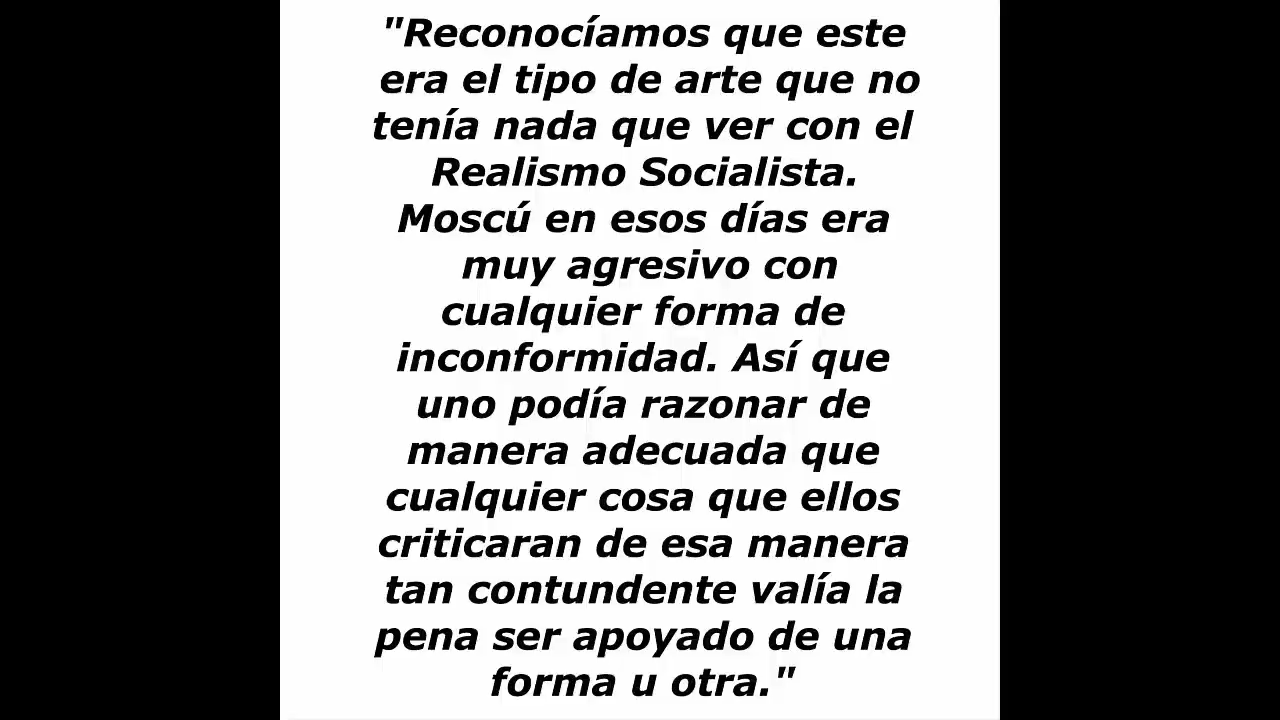 "Reconocíamos que este
era el tipo de arte que no
tenía nada que ver con el
Realismo Socialista.
Moscú en esos días era
muy agresivo con
cualquier forma de
inconformidad. Así que
uno podía razonar de
manera adecuada que
cualquier cosa que ellos
criticaran de esa manera
tan contundente valía la
pena ser apoyado de una
forma u otra."